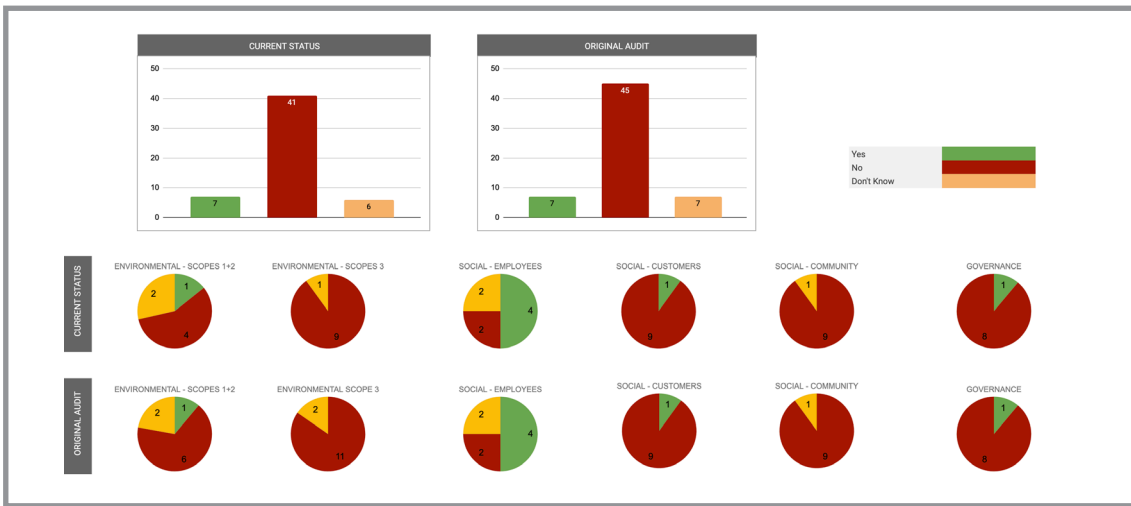 CURRENT STATUS
50
40
30
20
10
0
7
41
6
ORIGINAL AUDIT
50
40
30
20
10
0
7
45
7
Yes
No
Don't Know
CURRENT STATUS
ENVIRONMENTAL - SCOPES 1+2
2
1
4
ENVIRONMENTAL - SCOPES 3
1
9
SOCIAL - EMPLOYEES
2
4
2
SOCIAL - CUSTOMERS
1
9
SOCIAL - COMMUNITY
1
9
GOVERNANCE
1
8
ORIGINAL AUDIT
ENVIRONMENTAL - SCOPES 1+2
2
1
6
ENVIRONMENTAL SCOPE 3
2
11
SOCIAL - EMPLOYEES
2
4
2
SOCIAL - CUSTOMERS
1
9
SOCIAL - COMMUNITY
1
9
GOVERNANCE
1
8